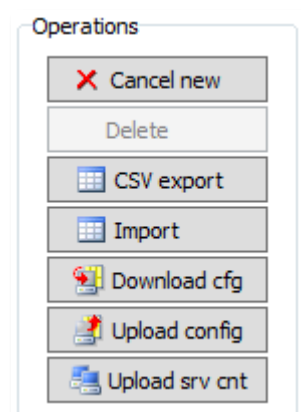 Operations
Cancel new
Delete
CSV export
Import
Download cfg
Upload config
Upload srv cnt